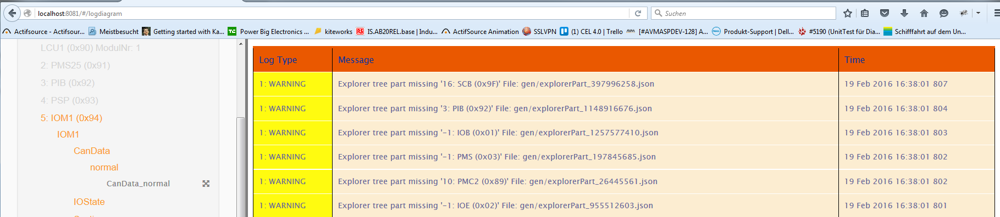 localhost:8081/#/logdiagram
Suchen
Actifsource - Actifsour... Meistbesucht Getting started with Ka... Power Big Electronics ... kiteworks IS.AB20REL.base | Indu... ActifSource Animation SSLVPN (1) CEL 4.0 | Trello [#AVMASPDEV-128] A... Produkt-Support | Dell... #5190 (UnitTest für Dia... Schifffahrt auf dem Un...
LCU1 (0x90) ModulNr: 1
2: PMS25 (0x91)
3: PIB (0x92)
4: PSP (0x93)
5: IOM1 (0x94)
IOM1
CanData
normal
CanData_normal
IOState
Log Type Message Time
1: WARNING Explorer tree part missing '16: SCB (0x9F)' File: gen/explorerPart_397996258.json 19 Feb 2016 16:38:01 807
1: WARNING Explorer tree part missing '3: PIB (0x92)' File: gen/explorerPart_1148916676.json 19 Feb 2016 16:38:01 804
1: WARNING Explorer tree part missing '-1: IOB (0x01)' File: gen/explorerPart_1257577410.json 19 Feb 2016 16:38:01 803
1: WARNING Explorer tree part missing '-1: PMS (0x03)' File: gen/explorerPart_197845685.json 19 Feb 2016 16:38:01 802
1: WARNING Explorer tree part missing '10: PMC2 (0x89)' File: gen/explorerPart_26445561.json 19 Feb 2016 16:38:01 802
1: WARNING Explorer tree part missing '-1: IOE (0x02)' File: gen/explorerPart_955512603.json 19 Feb 2016 16:38:01 801